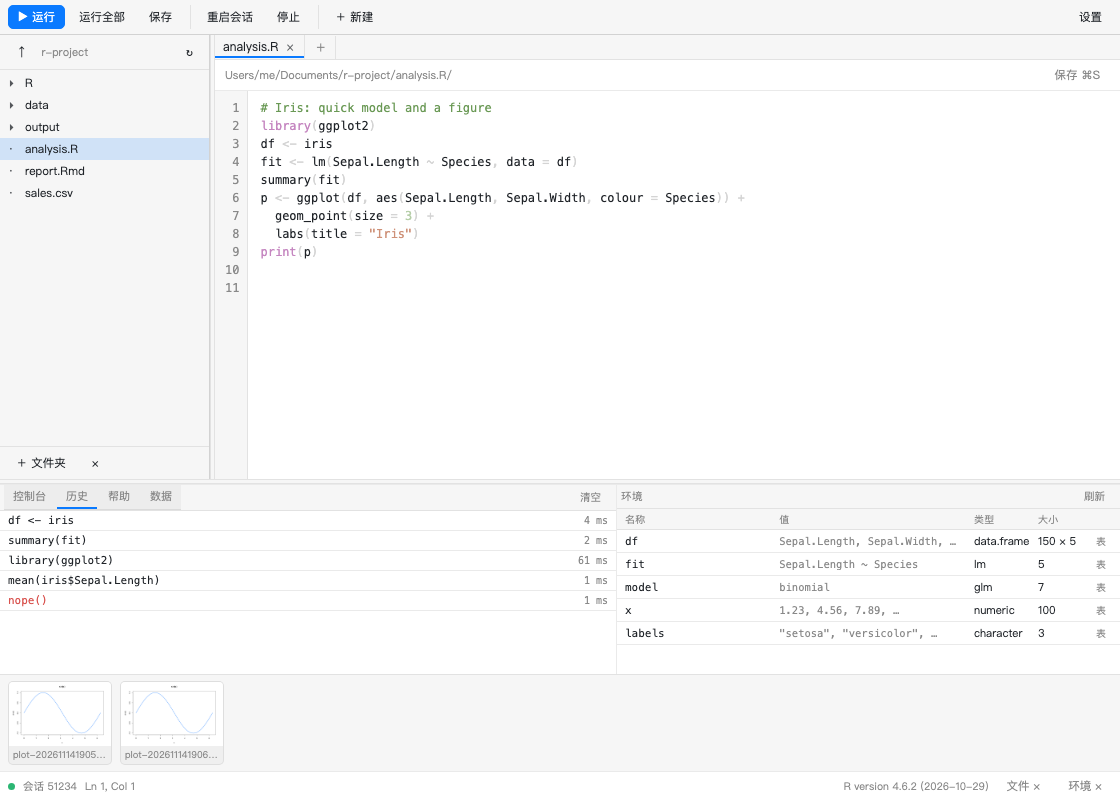 ▶ 运行 运行全部 保存 重启会话 停止 + 新建 设置
↑ r-project ↻
R
data
output
analysis.R
report.Rmd
sales.csv
+ 文件夹 ×
analysis.R × +
Users/me/Documents/r-project/analysis.R/ 保存 ⌘S
1 # Iris: quick model and a figure
2 library(ggplot2)
3 df <- iris
4 fit <- lm(Sepal.Length ~ Species, data = df)
5 summary(fit)
6 p <- ggplot(df, aes(Sepal.Length, Sepal.Width, colour = Species)) +
7 geom_point(size = 3) +
8 labs(title = "Iris")
9 print(p)
10
11
控制台 历史 帮助 数据 清空
df <- iris 4 ms
summary(fit) 2 ms
library(ggplot2) 61 ms
mean(iris$Sepal.Length) 1 ms
nope() 1 ms
环境 刷新
名称 值 类型 大小
df Sepal.Length, Sepal.Width, … data.frame 150 × 5 表
fit Sepal.Length ~ Species lm 5 表
model binomial glm 7 表
x 1.23, 4.56, 7.89, … numeric 100 表
labels "setosa", "versicolor", … character 3 表
plot-202611141905… plot-202611141906…
会话 51234 Ln 1, Col 1 R version 4.6.2 (2026-10-29) 文件 × 环境 ×